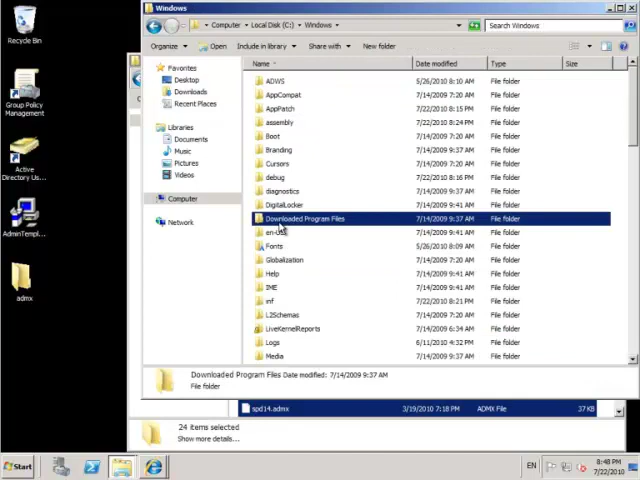 Windows
Computer Local Disk (C:) Windows
Search Windows
Organize Open Include in library Share with New folder
Name Date modified Type Size
Favorites
Desktop
Downloads
Recent Places
Libraries
Documents
Music
Pictures
Videos
Computer
Network
ADWS 5/26/2010 8:10 AM File folder
AppCompat 7/14/2009 7:20 AM File folder
AppPatch 7/22/2010 8:15 PM File folder
assembly 7/22/2010 8:24 PM File folder
Boot 7/14/2009 7:20 AM File folder
Branding 7/14/2009 9:37 AM File folder
Cursors 7/14/2009 7:20 AM File folder
debug 7/22/2010 8:16 PM File folder
diagnostics 7/14/2009 9:37 AM File folder
DigitalLocker 7/14/2009 9:41 AM File folder
Downloaded Program Files 7/14/2009 9:37 AM File folder
en-US 7/14/2009 9:41 AM File folder
Fonts 5/26/2010 8:09 AM File folder
Globalization 7/14/2009 7:20 AM File folder
Help 7/14/2009 9:41 AM File folder
IME 7/14/2009 9:41 AM File folder
inf 7/22/2010 8:21 PM File folder
L2Schemas 7/14/2009 7:20 AM File folder
LiveKernelReports 7/14/2009 6:34 AM File folder
Logs 6/11/2010 4:32 PM File folder
Media 7/14/2009 9:37 AM File folder
Downloaded Program Files Date modified: 7/14/2009 9:37 AM
File folder
spd14.admx 3/19/2010 7:18 PM ADMX File 37 KB
24 items selected
Show more details...
Recycle Bin
Group Policy
Management
Active
Directory Us...
AdminTempl...
admx
Start
EN
8:48 PM
7/22/2010